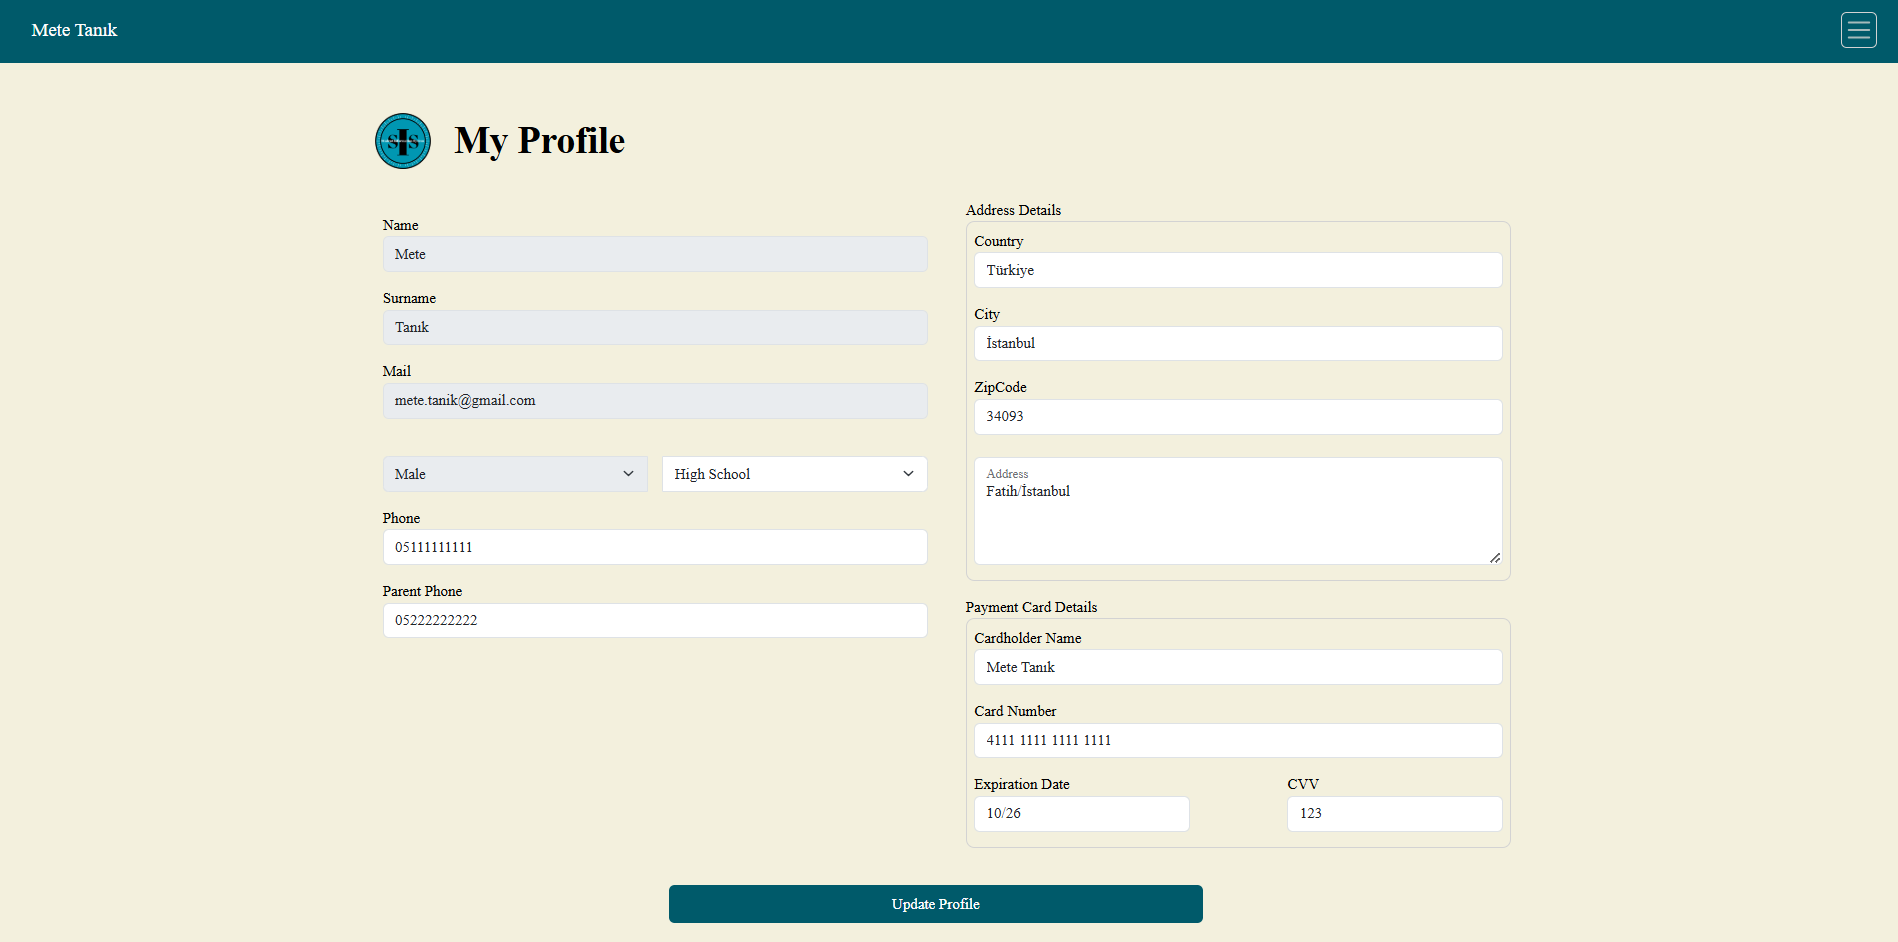 Mete Tanık
SIS
My Profile
Name
Mete
Surname
Tanık
Mail
mete.tanik@gmail.com
Male
High School
Phone
05111111111
Parent Phone
05222222222
Address Details
Country
Türkiye
City
İstanbul
ZipCode
34093
Address
Fatih/İstanbul
Payment Card Details
Cardholder Name
Mete Tanık
Card Number
4111 1111 1111 1111
Expiration Date
CVV
10/26
123
Update Profile